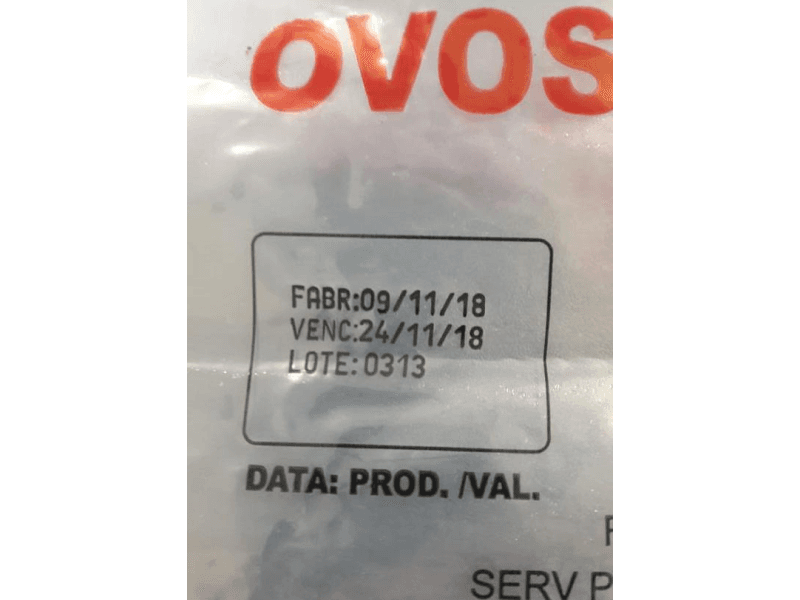 OVOS
FABR:09/11/18
VENC:24/11/18
LOTE: 0313
DATA: PROD. /VAL.
SERV P